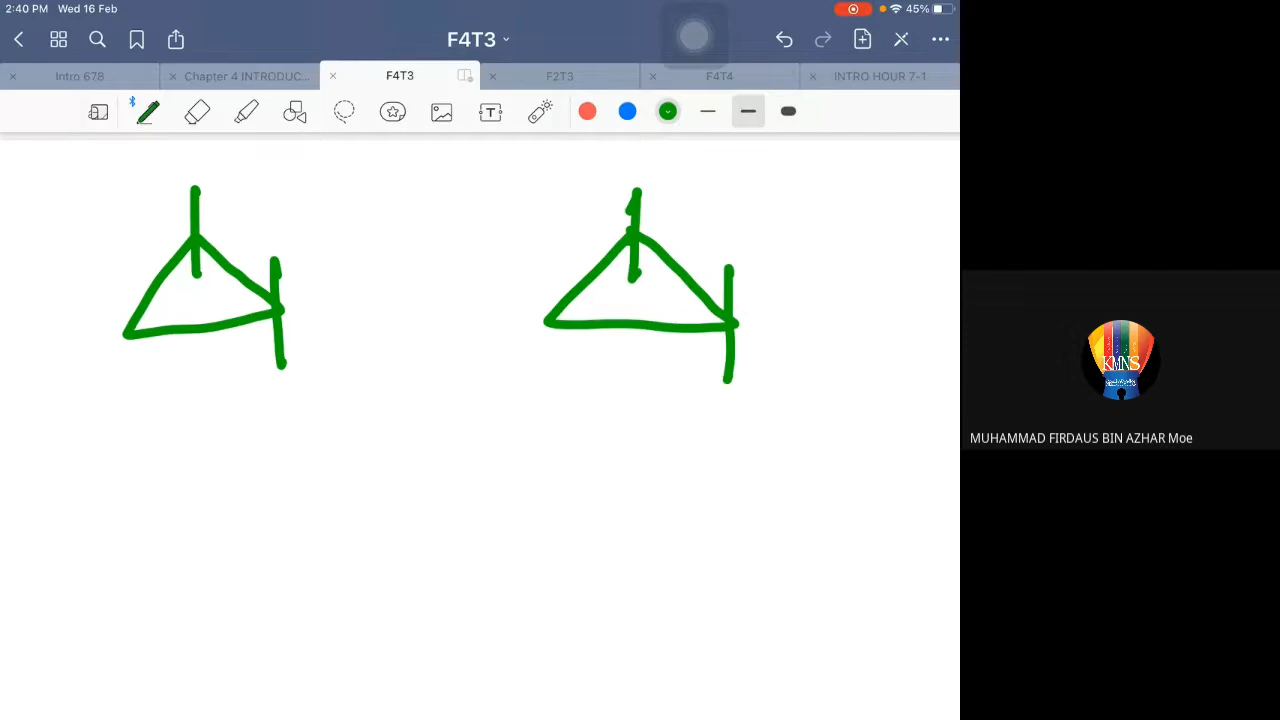 2:40 PM Wed 16 Feb
45%
F4T3
Intro 678
Chapter 4 INTRODUC...
F4T3
F2T3
F4T4
INTRO HOUR 7-1
T
KMNS
MUHAMMAD FIRDAUS BIN AZHAR Moe